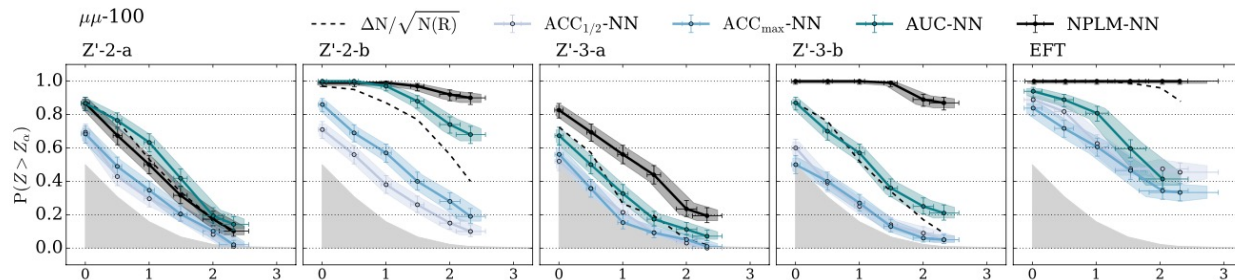 μμ-100
ΔN/√N(R) ACC1/2-NN ACCmax-NN AUC-NN NPLM-NN
Z'-2-a Z'-2-b Z'-3-a Z'-3-b EFT
P(Z > Zα)
1.0
0.8
0.6
0.4
0.2
0.0
0 1 2 3 0 1 2 3 0 1 2 3 0 1 2 3 0 1 2 3